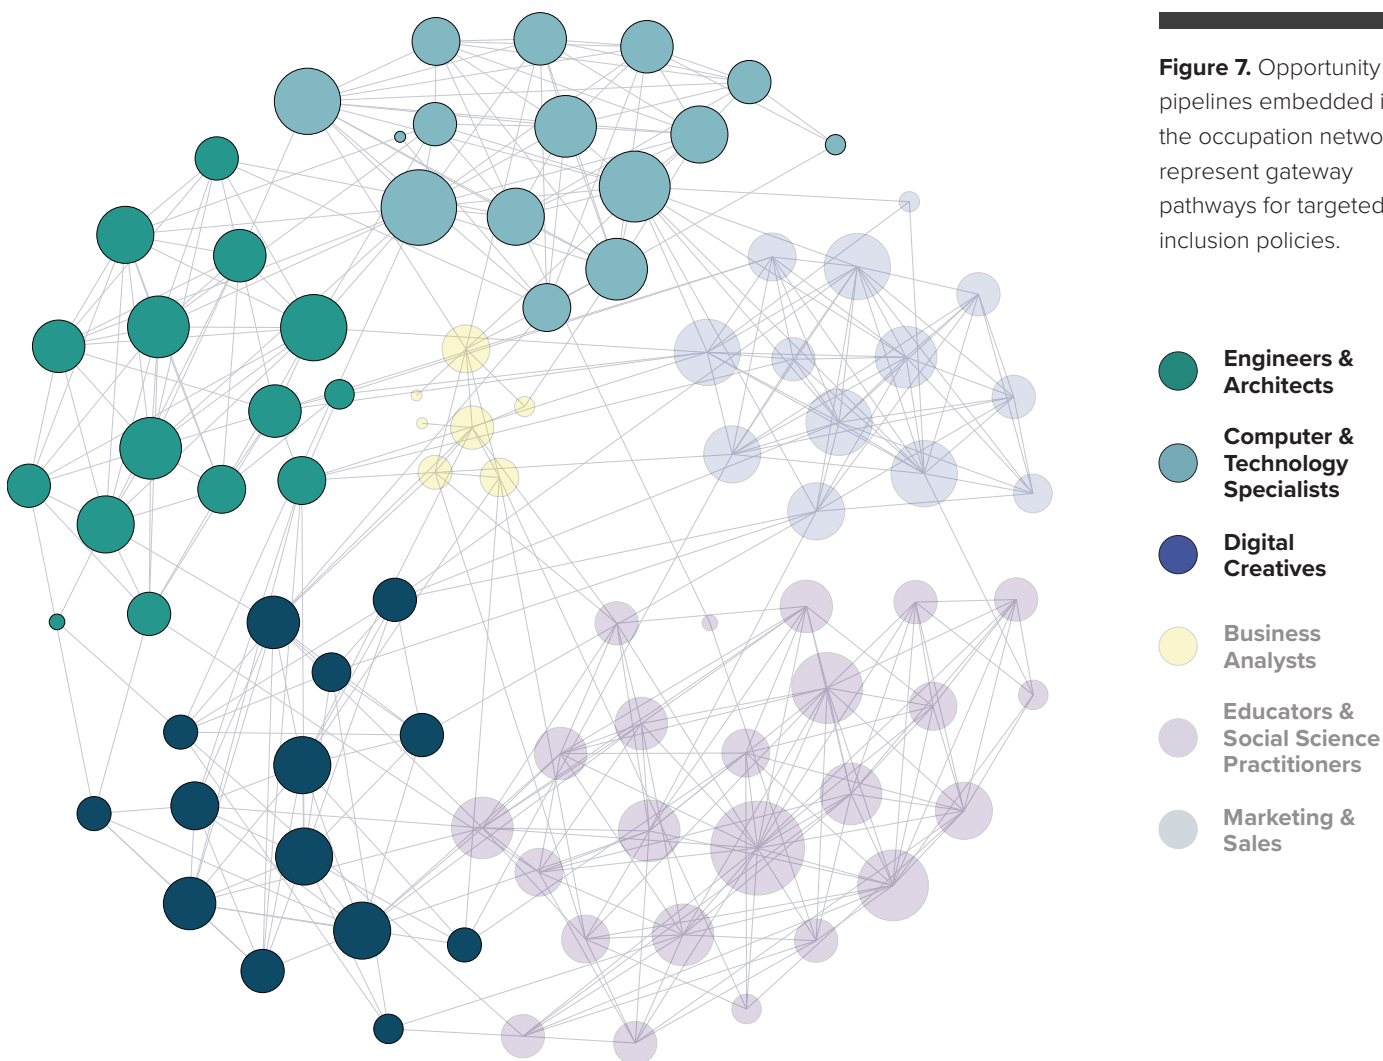 Figure 7. Opportunity
pipelines embedded i
the occupation netwo
represent gateway
pathways for targeted
inclusion policies.
Engineers &
Architects
Computer &
Technology
Specialists
Digital
Creatives
Business
Analysts
Educators &
Social Science
Practitioners
Marketing &
Sales